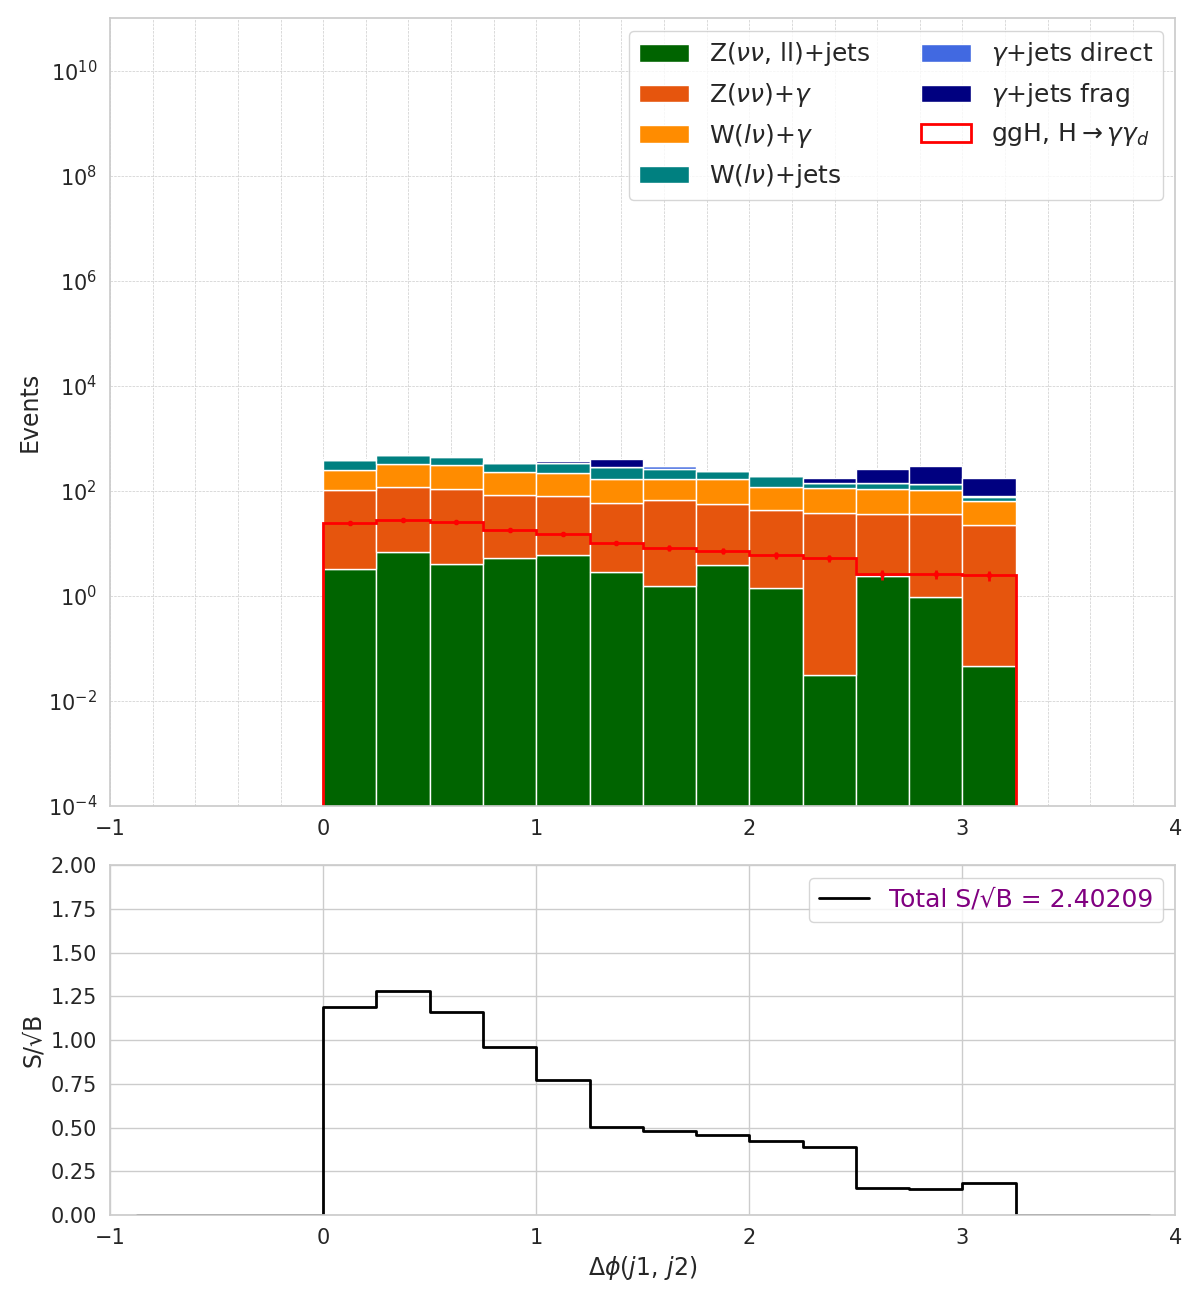 Z(νν, ll)+jets
Z(νν)+γ
W(lν)+γ
W(lν)+jets
γ+jets direct
γ+jets frag
ggH, H→γγ_d
Events
10^10
10^8
10^6
10^4
10^2
10^0
10^−2
10^−4
−1 0 1 2 3 4
Total S/√B = 2.40209
S/√B
2.00
1.75
1.50
1.25
1.00
0.75
0.50
0.25
0.00
−1 0 1 2 3 4
Δϕ(j1, j2)